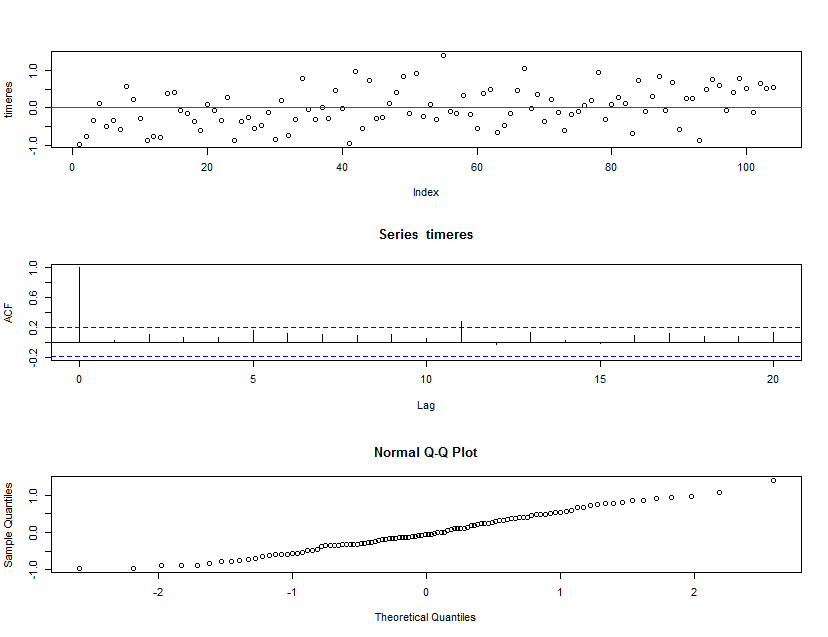 timeres
-1.0 0.0 1.0
0 20 40 60 80 100
Index
Series timeres
ACF
-0.2 0.2 0.6 1.0
0 5 10 15 20
Lag
Normal Q-Q Plot
Sample Quantiles
-1.0 0.0 1.0
-2 -1 0 1 2
Theoretical Quantiles